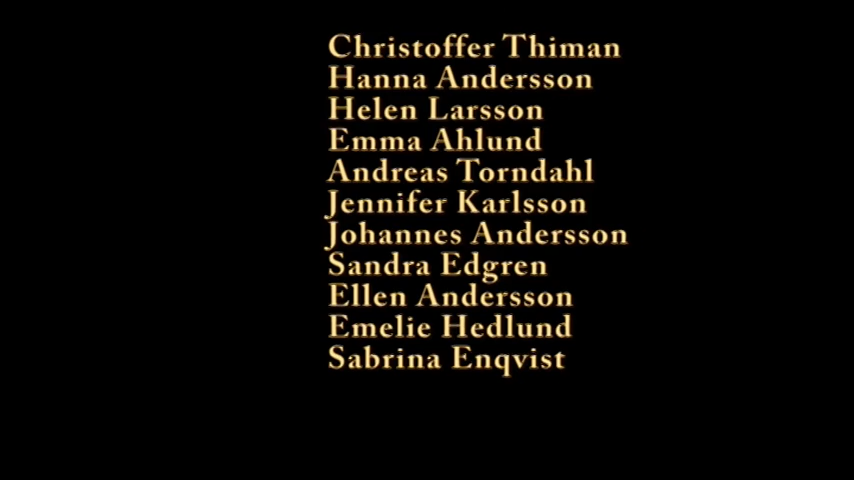 Christoffer Thiman
Hanna Andersson
Helen Larsson
Emma Ahlund
Andreas Torndahl
Jennifer Karlsson
Johannes Andersson
Sandra Edgren
Ellen Andersson
Emelie Hedlund
Sabrina Enqvist